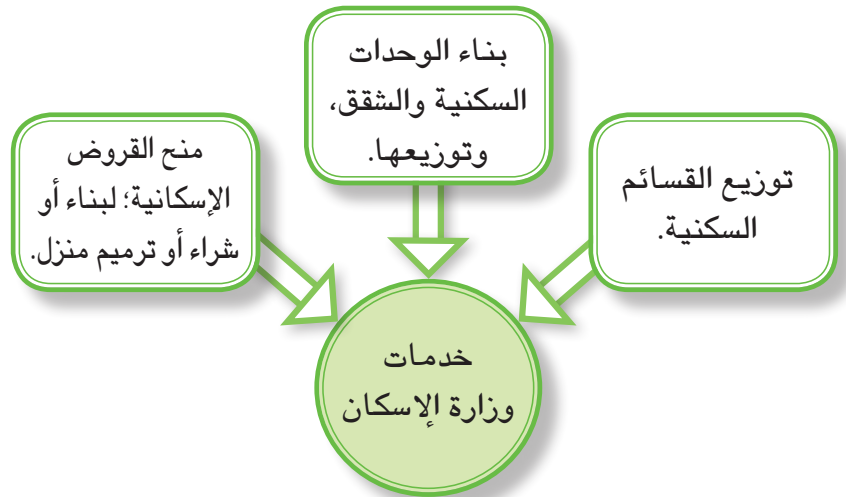 توزيع القسائم
السكنية.
بناء الوحدات
السكنية والشقق،
وتوزيعها.
منح القروض
الإسكانية؛ لبناء أو
شراء أو ترميم منزل.
خدمات
وزارة الإسكان